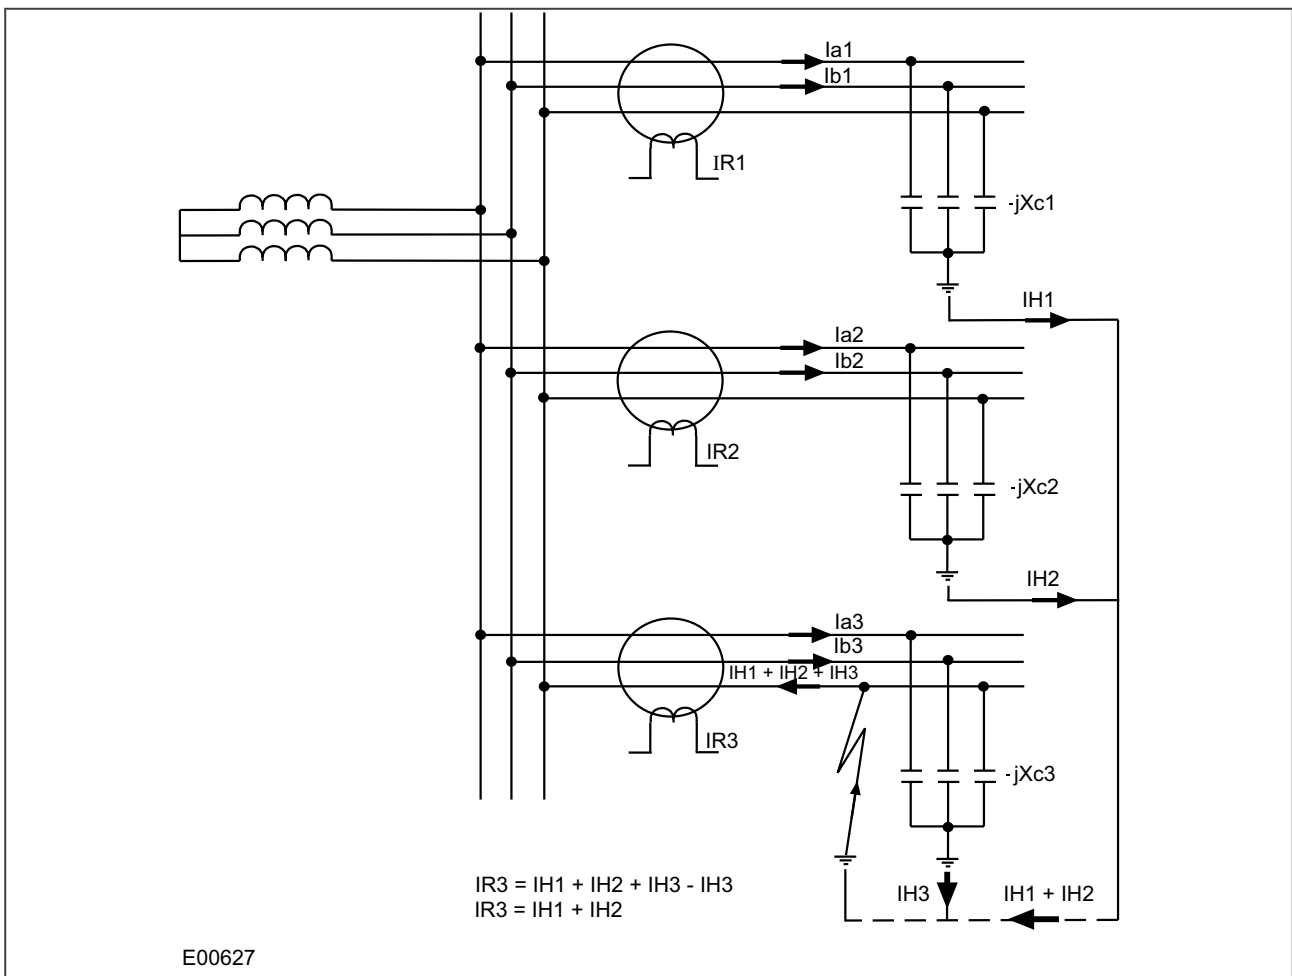 Ia1
Ib1
IR1
-jXc1
IH1
Ia2
Ib2
IR2
-jXc2
IH2
Ia3
Ib3
IH1 + IH2 + IH3
IR3
-jXc3
IR3 = IH1 + IH2 + IH3 - IH3
IR3 = IH1 + IH2
IH3
IH1 + IH2
E00627